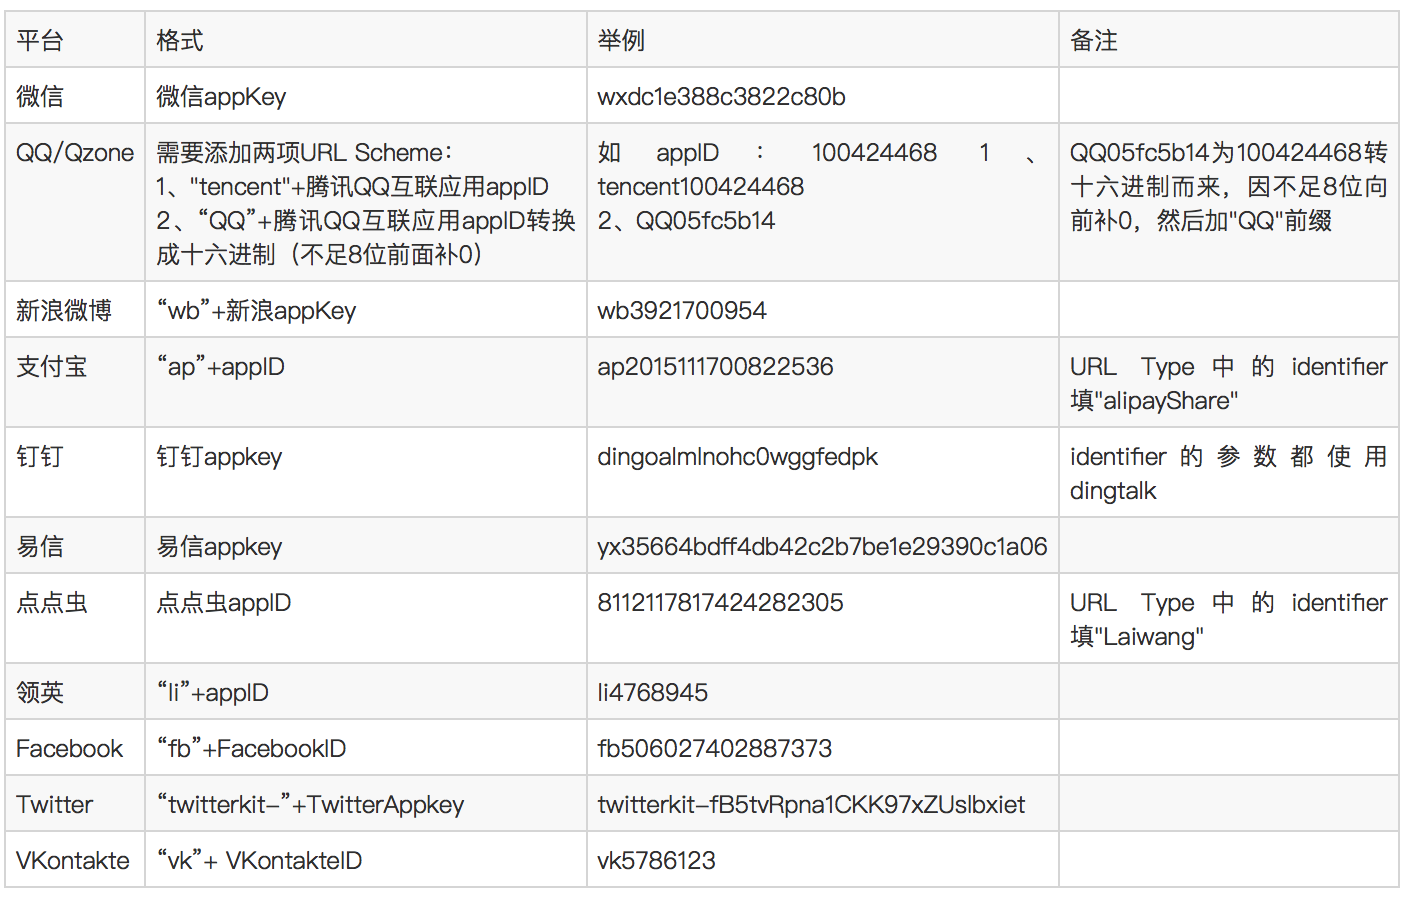 平台 格式 举例 备注
微信 微信appKey wxdc1e388c3822c80b
QQ/Qzone
需要添加两项URL Scheme：
1、"tencent"+腾讯QQ互联应用appID
2、“QQ”+腾讯QQ互联应用appID转换
成十六进制（不足8位前面补0）
如 appID ： 100424468 1 、
tencent100424468
2、QQ05fc5b14
QQ05fc5b14为100424468转
十六进制而来，因不足8位向
前补0，然后加"QQ"前缀
新浪微博 “wb”+新浪appKey wb3921700954
支付宝 “ap”+appID ap2015111700822536
URL Type 中的 identifier
填"alipayShare"
钉钉 钉钉appkey dingoalmlnohc0wggfedpk
identifier 的参数都使用
dingtalk
易信 易信appkey yx35664bdff4db42c2b7be1e29390c1a06
点点虫 点点虫appID 8112117817424282305
URL Type 中的 identifier
填"Laiwang"
领英 “li”+appID li4768945
Facebook “fb”+FacebookID fb506027402887373
Twitter “twitterkit-”+TwitterAppkey twitterkit-fB5tvRpna1CKK97xZUslbxiet
VKontakte “vk”+ VKontakteID vk5786123